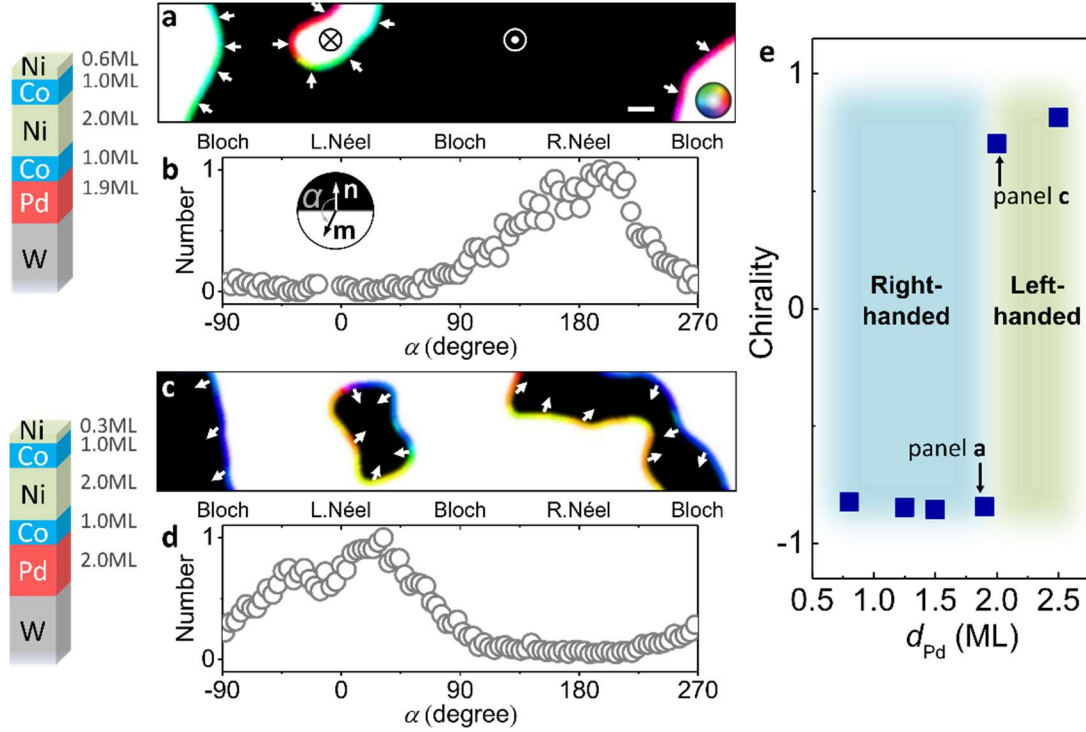 Ni 0.6ML
Co 1.0ML
Ni 2.0ML
Co 1.0ML
Pd 1.9ML
W
a
Bloch L.Néel Bloch R.Néel Bloch
b
1
Number
0
α n
m
-90 0 90 180 270
α (degree)
Ni 0.3ML
Co 1.0ML
Ni 2.0ML
Co 1.0ML
Pd 2.0ML
W
c
Bloch L.Néel Bloch R.Néel Bloch
d
1
Number
0
-90 0 90 180 270
α (degree)
e
1
0
-1
Chirality
Right-
handed
Left-
handed
panel c
panel a
0.5 1.0 1.5 2.0 2.5
dPd (ML)